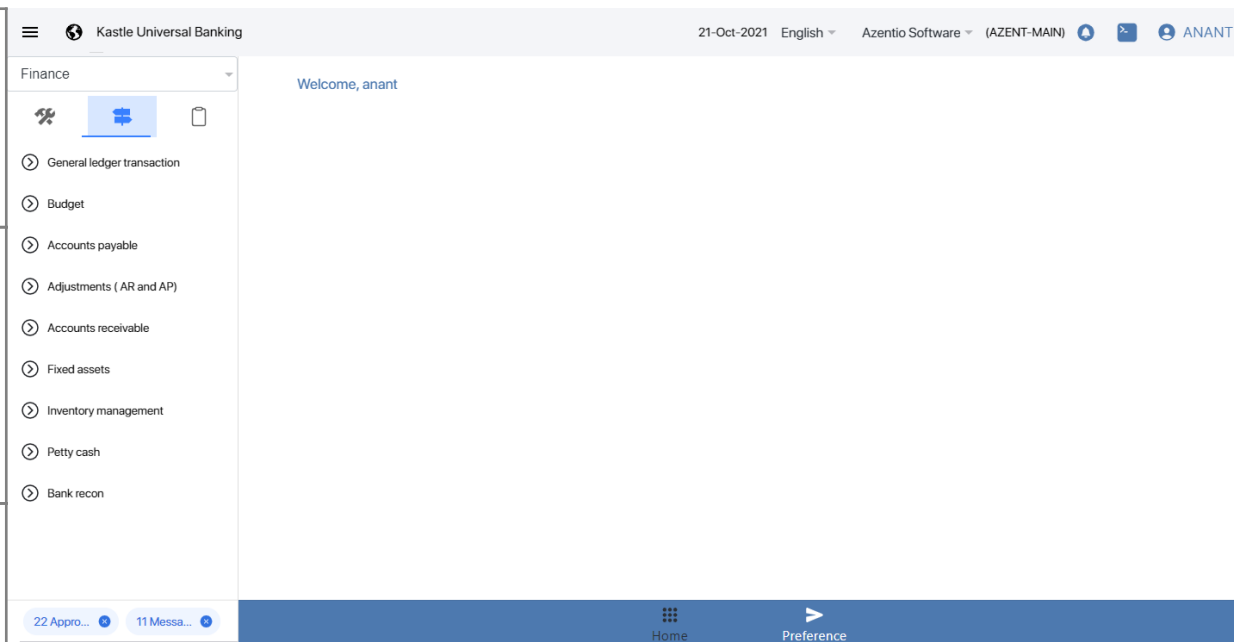 Kastle Universal Banking 21-Oct-2021 English Azentio Software (AZENT-MAIN) ANANT
Finance
Welcome, anant
General ledger transaction
Budget
Accounts payable
Adjustments ( AR and AP)
Accounts receivable
Fixed assets
Inventory management
Petty cash
Bank recon
22 Appro... 11 Messa...
Home Preference